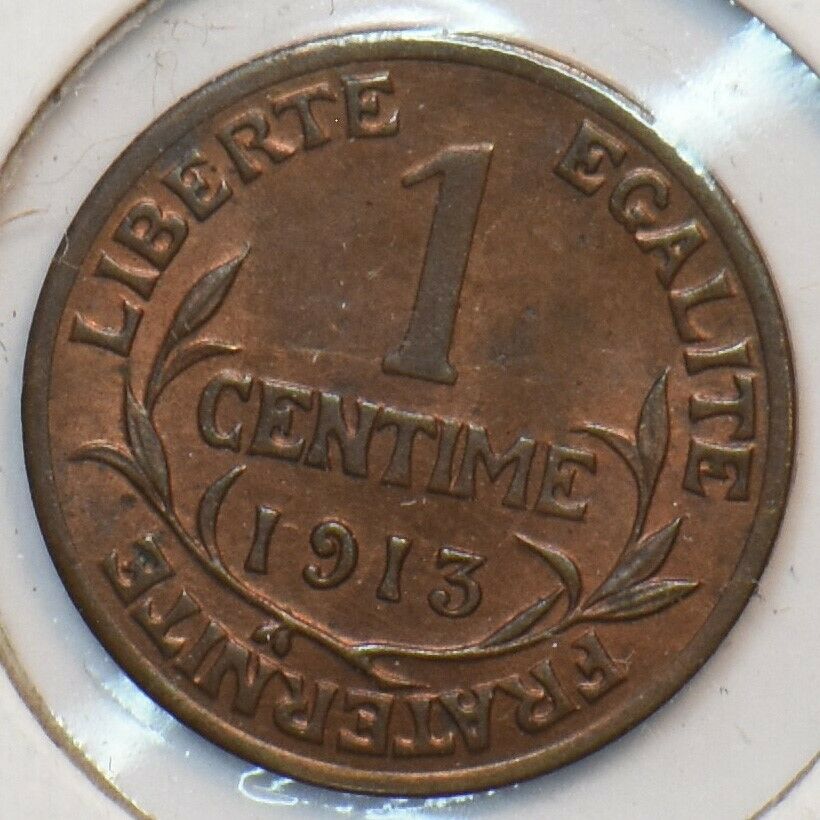 LIBERTE EGALITE FRATERNITE
1
CENTIME
1913